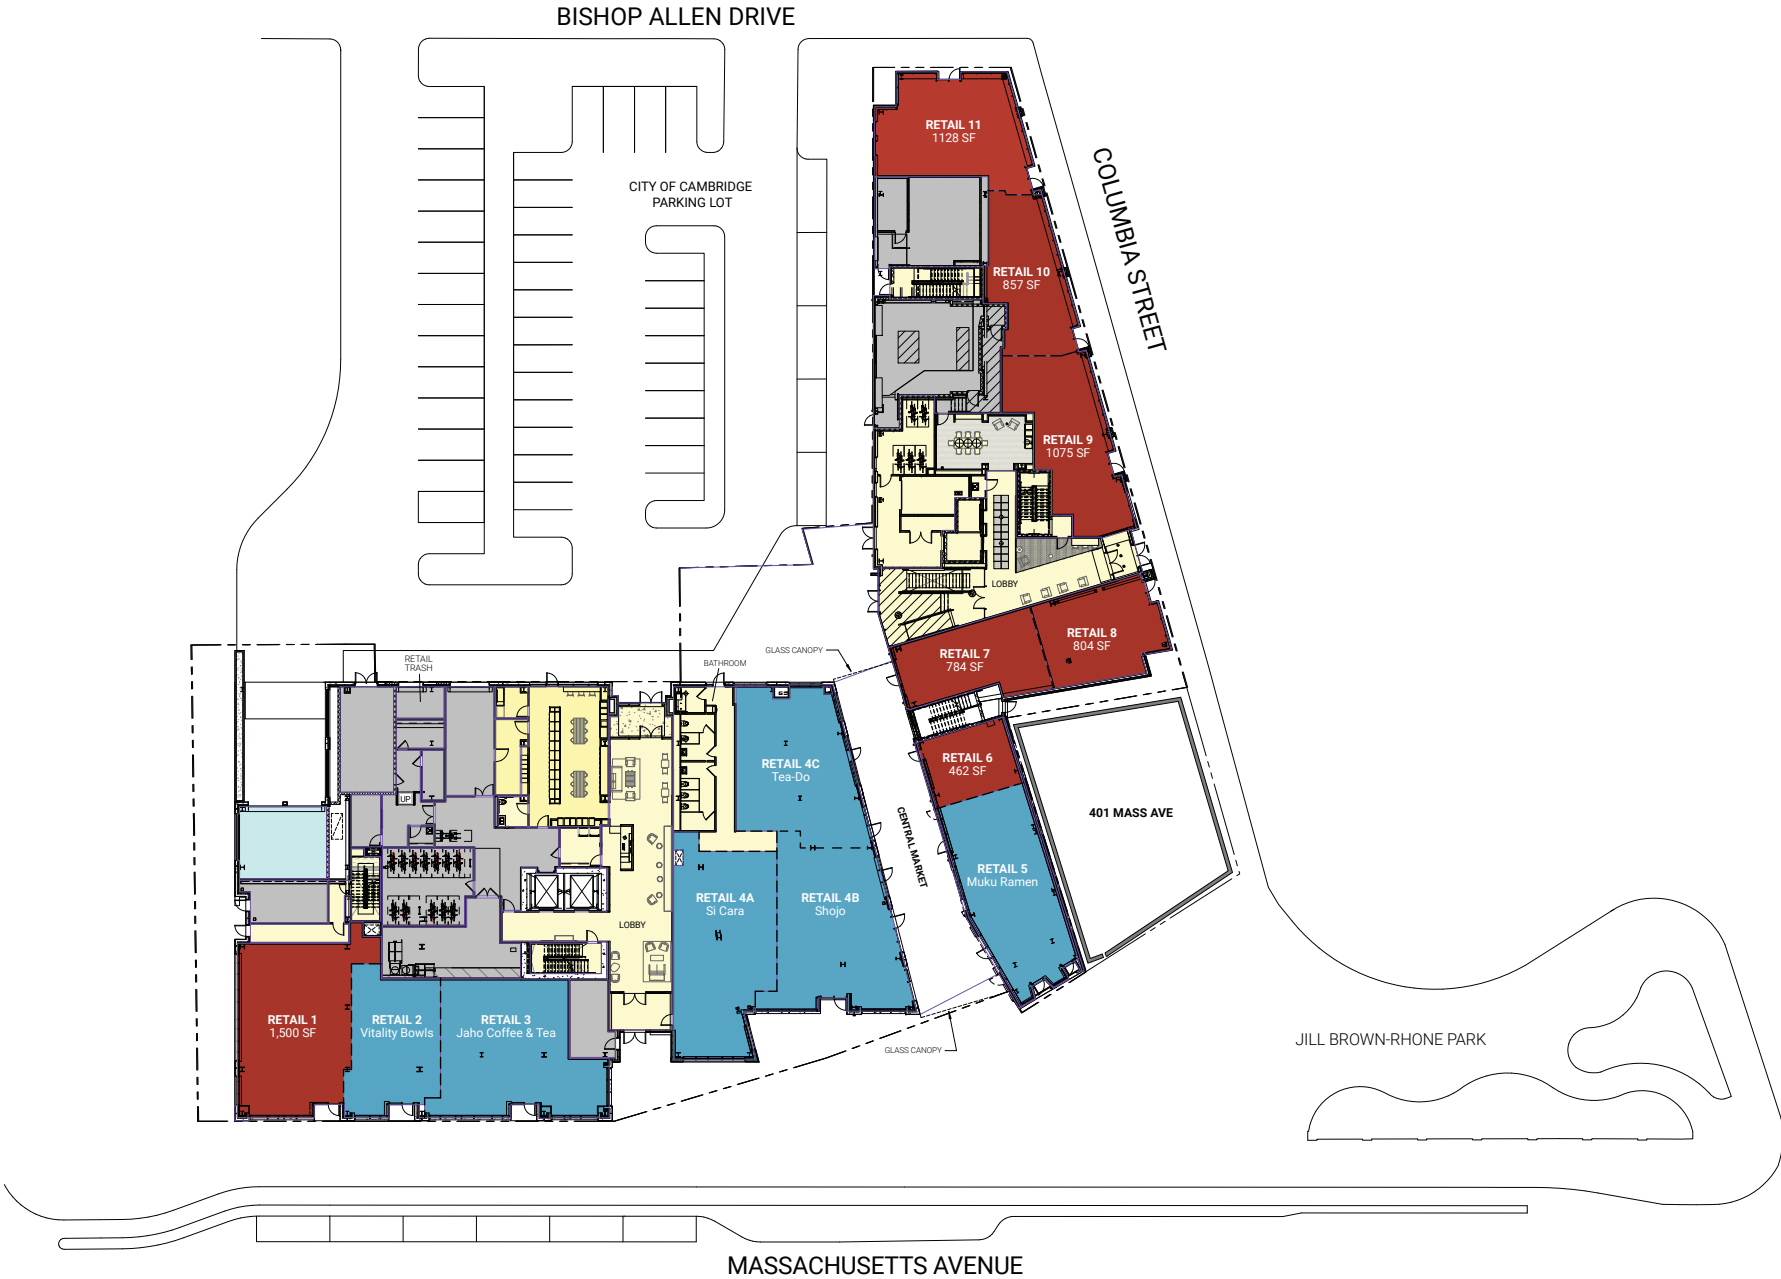 BISHOP ALLEN DRIVE
RETAIL 11
1128 SF
COLUMBIA STREET
CITY OF CAMBRIDGE
PARKING LOT
RETAIL 10
857 SF
RETAIL 9
1075 SF
LOBBY
RETAIL 8
804 SF
RETAIL 7
784 SF
GLASS CANOPY
BATHROOM
RETAIL
TRASH
RETAIL 6
462 SF
RETAIL 4C
Tea-Do
UP
401 MASS AVE
CENTRAL MARKET
RETAIL 5
Muku Ramen
RETAIL 4A
Si Cara
RETAIL 4B
Shojo
LOBBY
RETAIL 1
1,500 SF
RETAIL 2
Vitality Bowls
RETAIL 3
Jaho Coffee & Tea
GLASS CANOPY
JILL BROWN-RHONE PARK
MASSACHUSETTS AVENUE